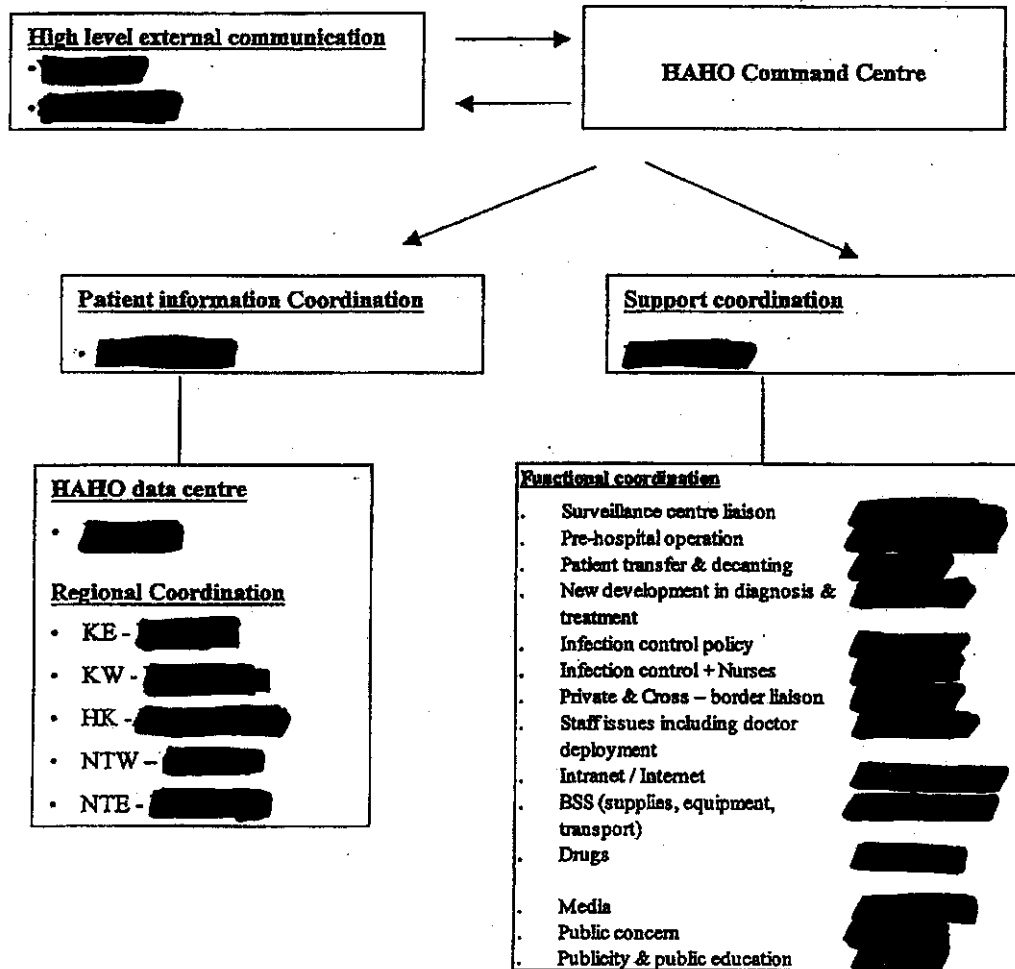 High level external communication
•
•
HAHO Command Centre
Patient information Coordination
•
Support coordination
HAHO data centre
•
Regional Coordination
• KE -
• KW -
• HK -
• NTW –
• NTE -
Functional coordination
. Surveillance centre liaison
. Pre-hospital operation
. Patient transfer & decanting
. New development in diagnosis &
treatment
. Infection control policy
. Infection control + Nurses
. Private & Cross – border liaison
. Staff issues including doctor
deployment
. Intranet / Internet
. BSS (supplies, equipment,
transport)
. Drugs
. Media
. Public concern
. Publicity & public education